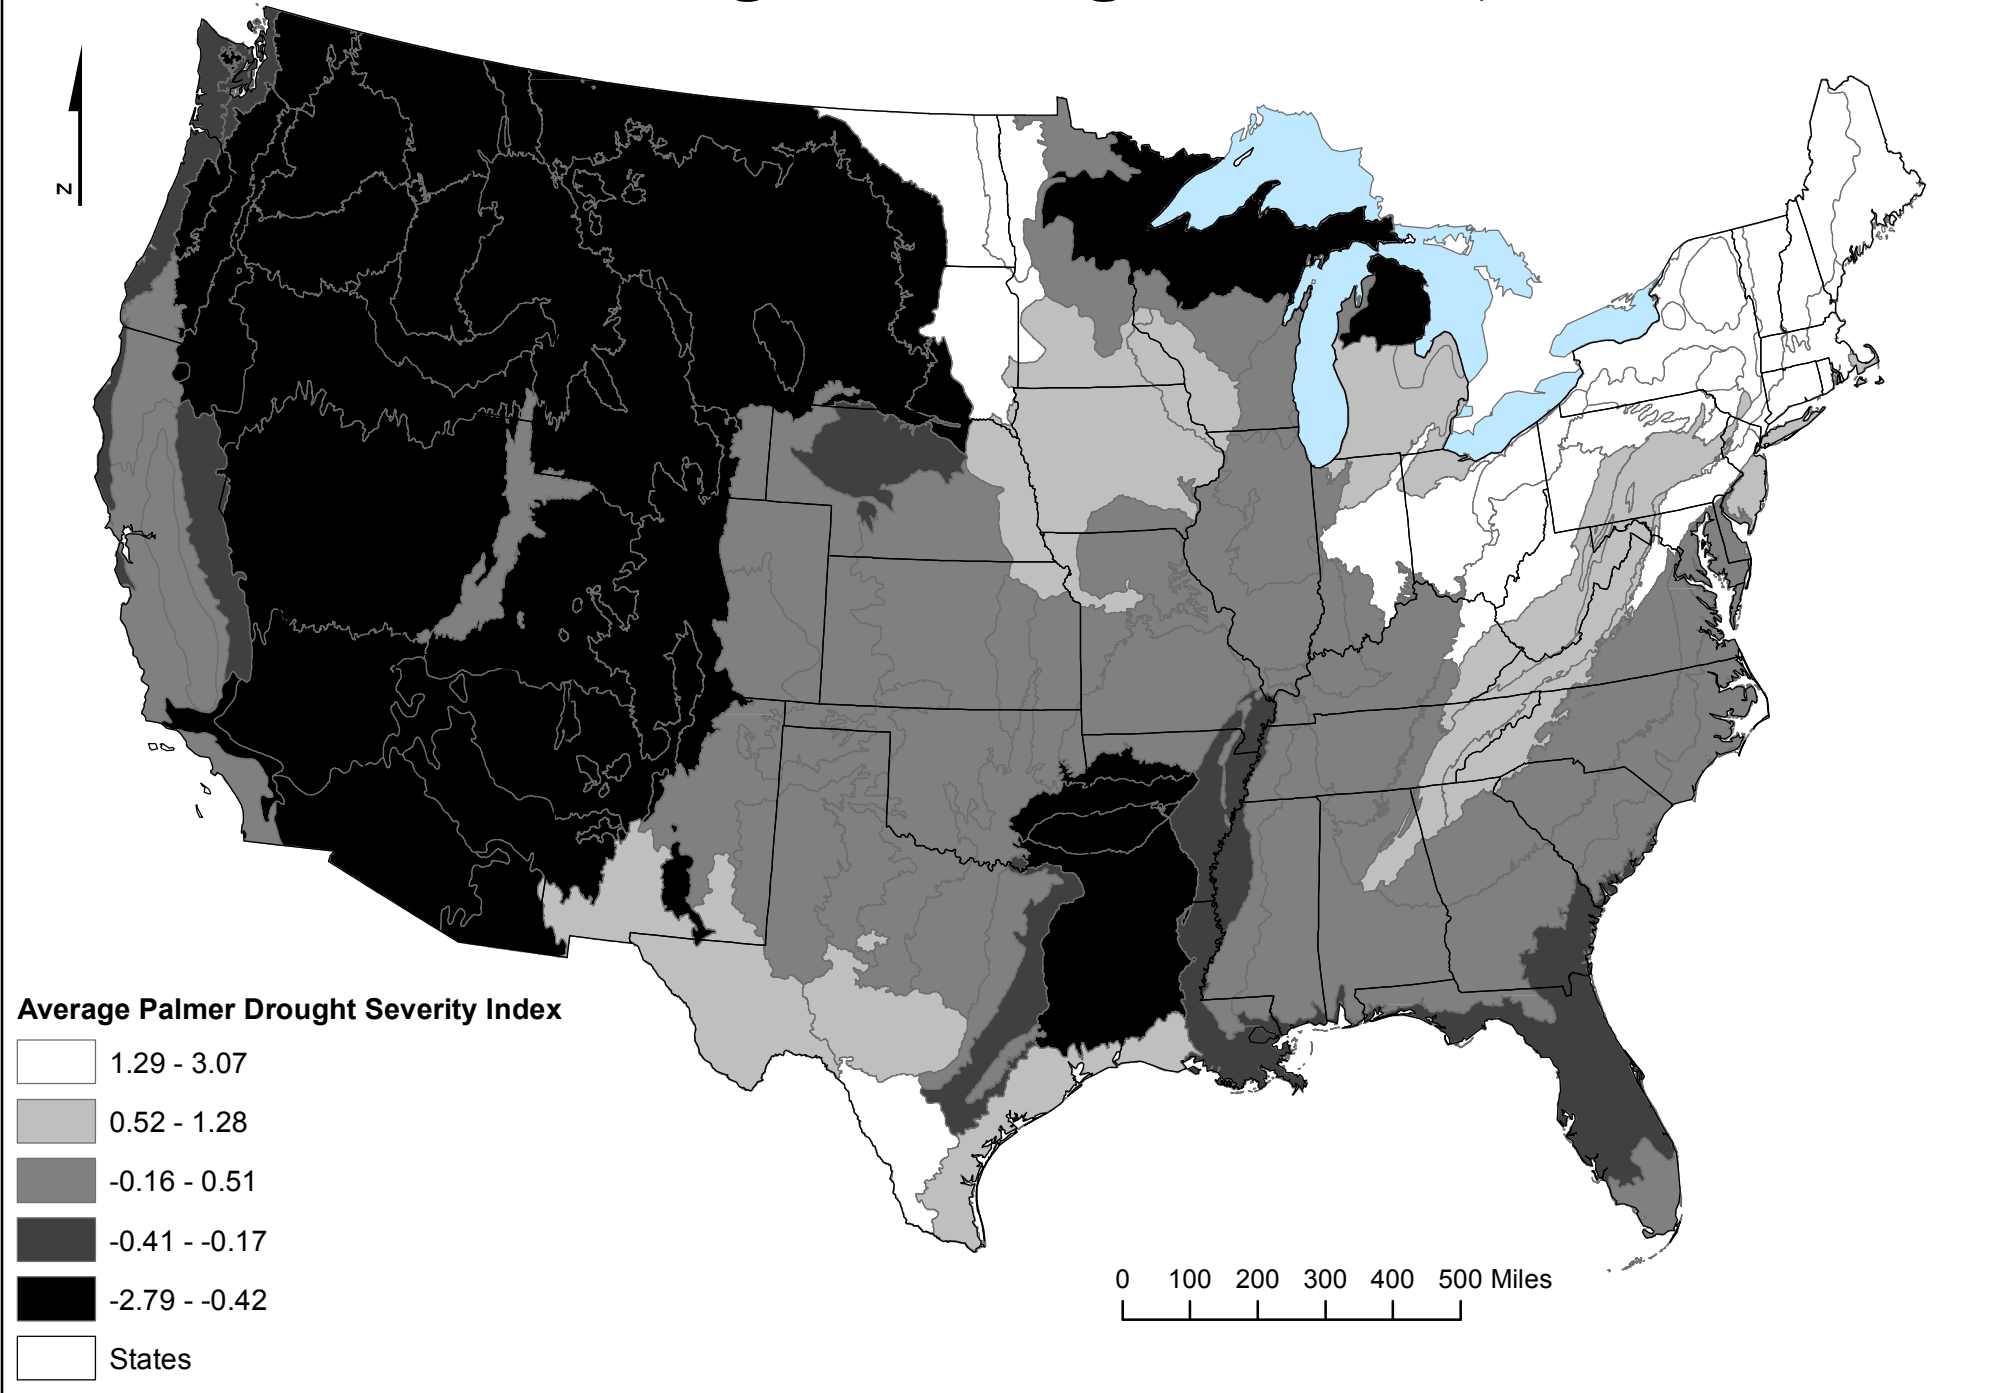 N
Average Palmer Drought Severity Index
1.29 - 3.07
0.52 - 1.28
-0.16 - 0.51
-0.41 - -0.17
-2.79 - -0.42
States
0 100 200 300 400 500 Miles